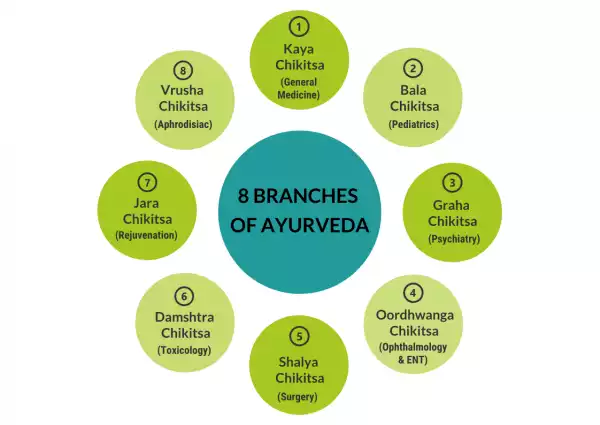 8 BRANCHES
OF AYURVEDA
1
Kaya
Chikitsa
(General
Medicine)
2
Bala
Chikitsa
(Pediatrics)
3
Graha
Chikitsa
(Psychiatry)
4
Oordhwanga
Chikitsa
(Ophthalmology
& ENT)
5
Shalya
Chikitsa
(Surgery)
6
Damshtra
Chikitsa
(Toxicology)
7
Jara
Chikitsa
(Rejuvenation)
8
Vrusha
Chikitsa
(Aphrodisiac)